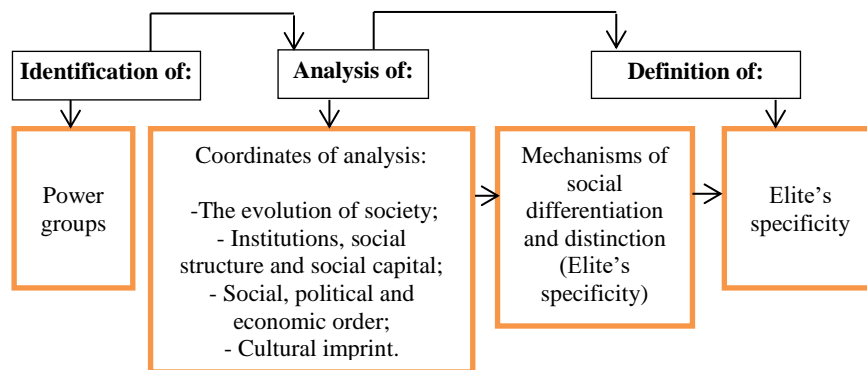 Identification of:
Analysis of:
Definition of:
Power
groups
Coordinates of analysis:
-The evolution of society;
- Institutions, social
structure and social capital;
- Social, political and
economic order;
- Cultural imprint.
Mechanisms of
social
differentiation
and distinction
(Elite’s
specificity)
Elite’s
specificity